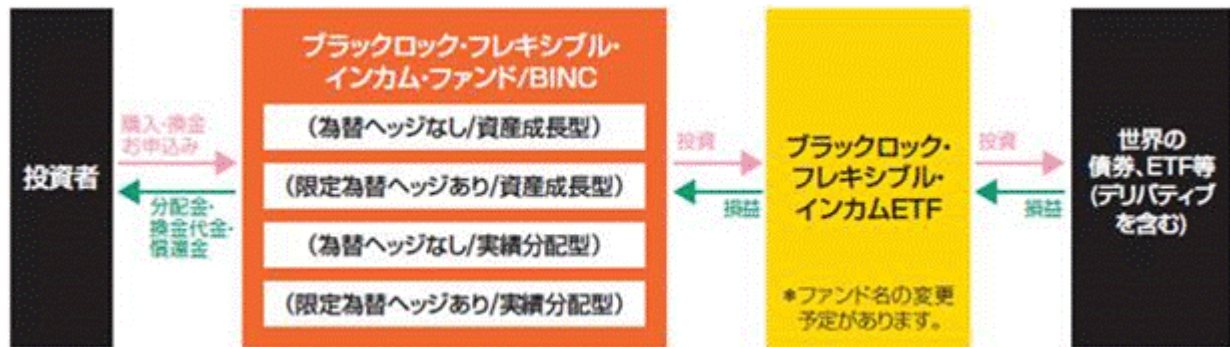 投資者
購入・換金
お申込み
分配金・
換金代金・
償還金
ブラックロック・フレキシブル・
インカム・ファンド/BINC
(為替ヘッジなし/資産成長型)
(限定為替ヘッジあり/資産成長型)
(為替ヘッジなし/実績分配型)
(限定為替ヘッジあり/実績分配型)
投資
損益
ブラックロック・
フレキシブル・
インカムETF
*ファンド名の変更
予定があります。
投資
損益
世界の
債券、ETF等
(デリバティブ
を含む)